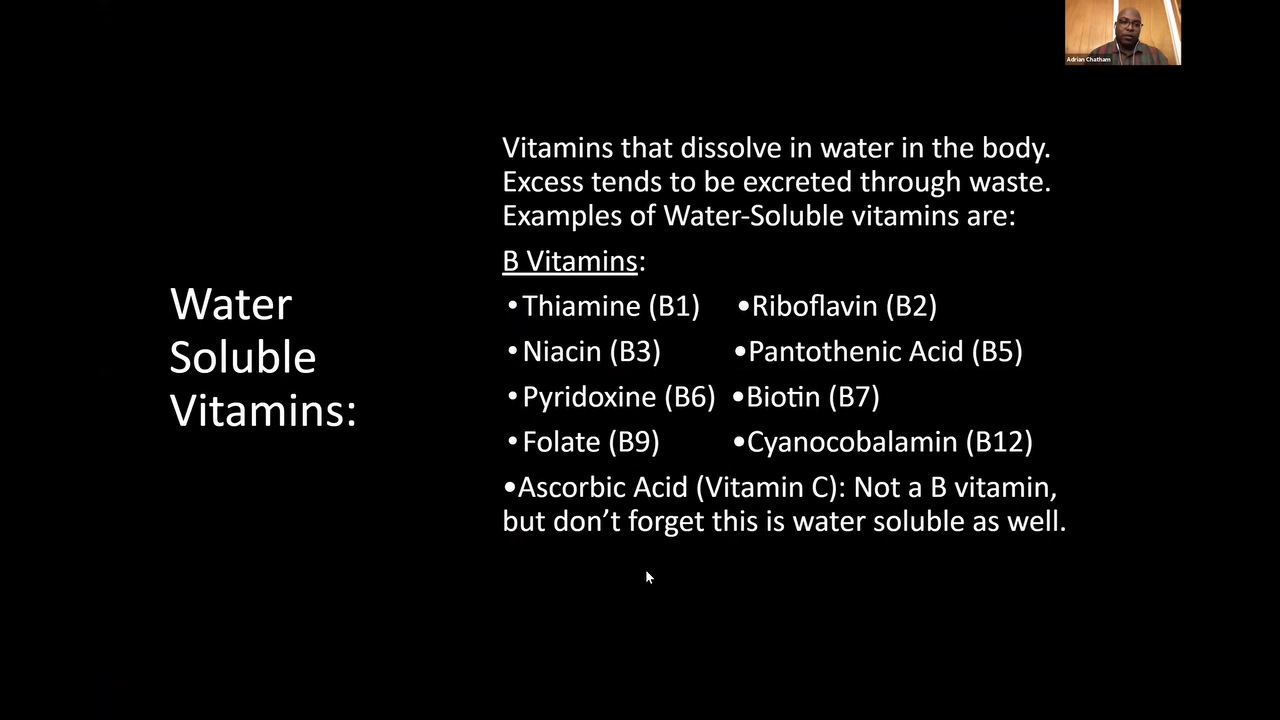 Adrian Chatham
Vitamins that dissolve in water in the body.
Excess tends to be excreted through waste.
Examples of Water-Soluble vitamins are:
B Vitamins:
Water
Soluble
Vitamins:
•Thiamine (B1) •Riboflavin (B2)
•Niacin (B3) •Pantothenic Acid (B5)
•Pyridoxine (B6) •Biotin (B7)
•Folate (B9) •Cyanocobalamin (B12)
•Ascorbic Acid (Vitamin C): Not a B vitamin,
but don’t forget this is water soluble as well.